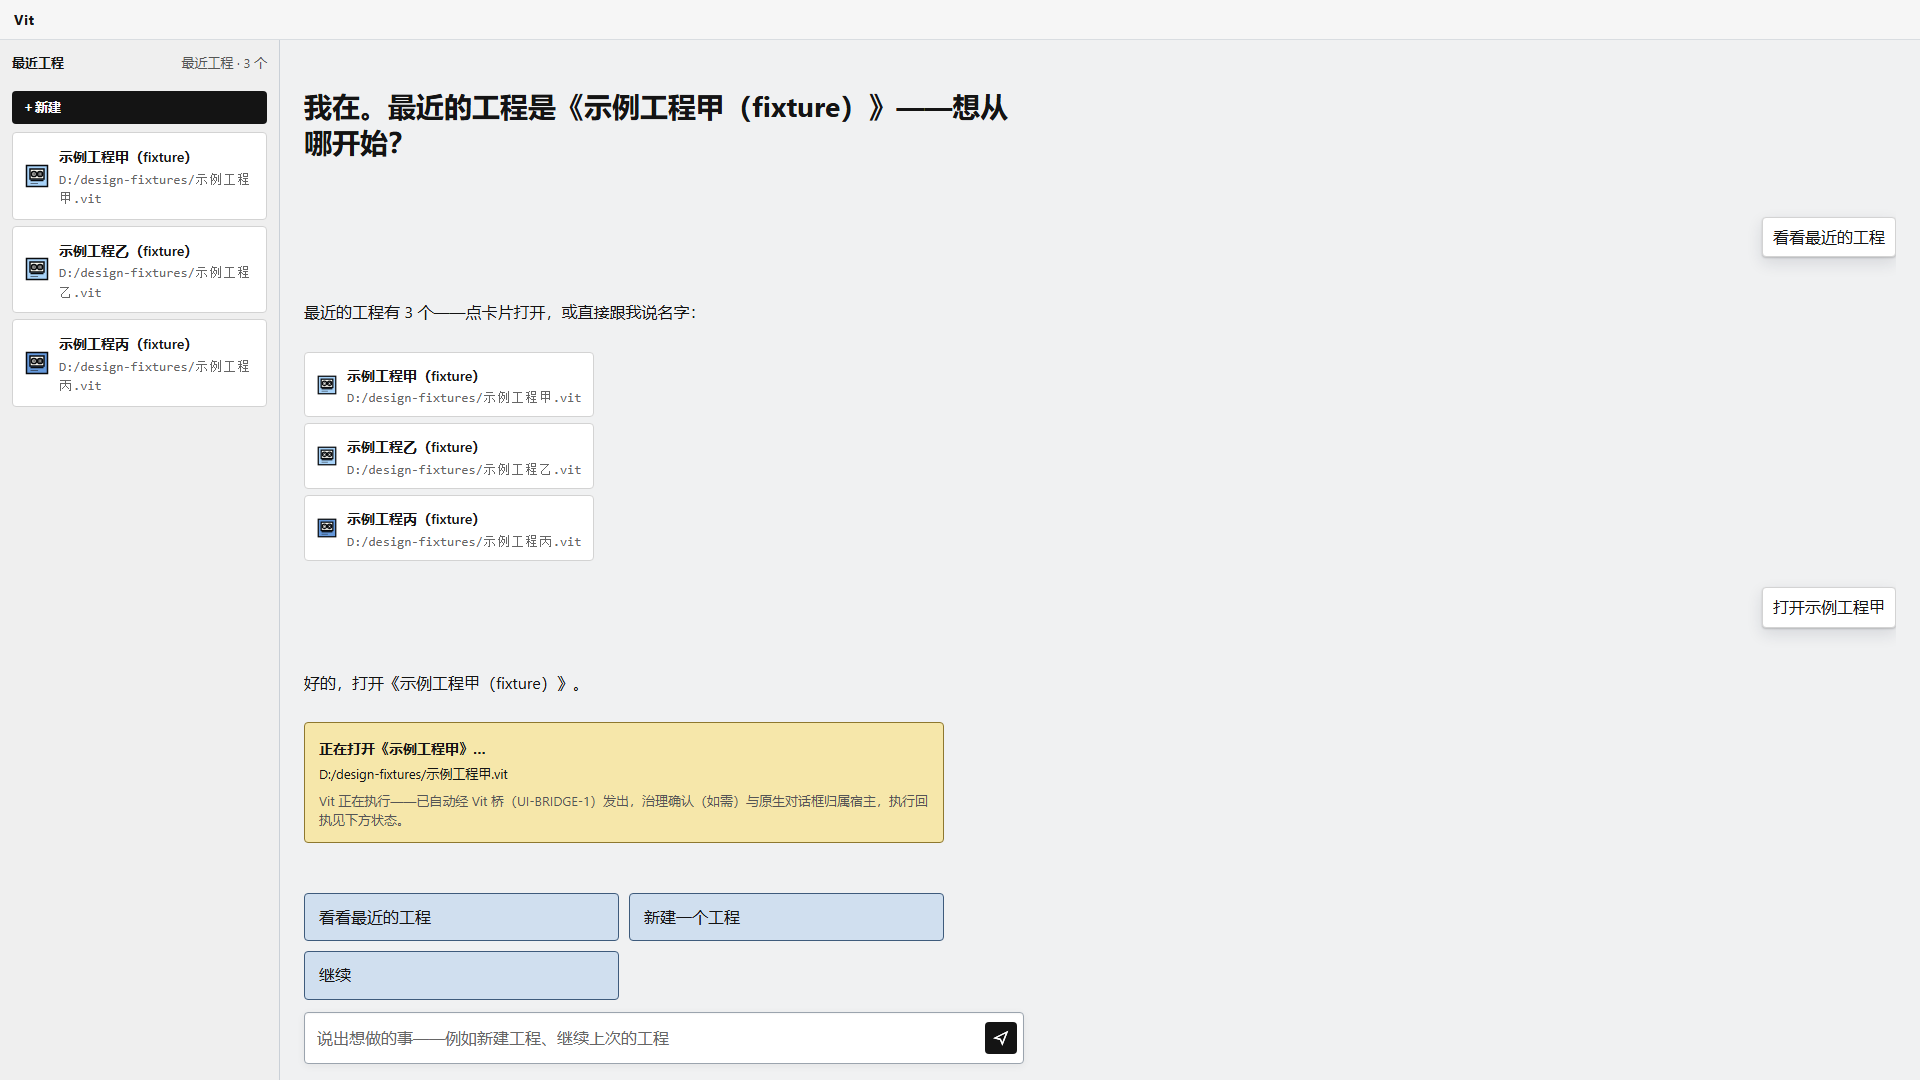 Vit
最近工程
最近工程 · 3 个
+ 新建
示例工程甲（fixture）
D:/design-fixtures/示例工程
甲.vit
示例工程乙（fixture）
D:/design-fixtures/示例工程
乙.vit
示例工程丙（fixture）
D:/design-fixtures/示例工程
丙.vit
我在。最近的工程是《示例工程甲（fixture）》——想从
哪开始？
看看最近的工程
最近的工程有 3 个——点卡片打开，或直接跟我说名字：
示例工程甲（fixture）
D:/design-fixtures/示例工程甲.vit
示例工程乙（fixture）
D:/design-fixtures/示例工程乙.vit
示例工程丙（fixture）
D:/design-fixtures/示例工程丙.vit
打开示例工程甲
好的，打开《示例工程甲（fixture）》。
正在打开《示例工程甲》…
D:/design-fixtures/示例工程甲.vit
Vit 正在执行——已自动经 Vit 桥（UI-BRIDGE-1）发出，治理确认（如需）与原生对话框归属宿主，执行回
执见下方状态。
看看最近的工程
新建一个工程
继续
说出想做的事——例如新建工程、继续上次的工程